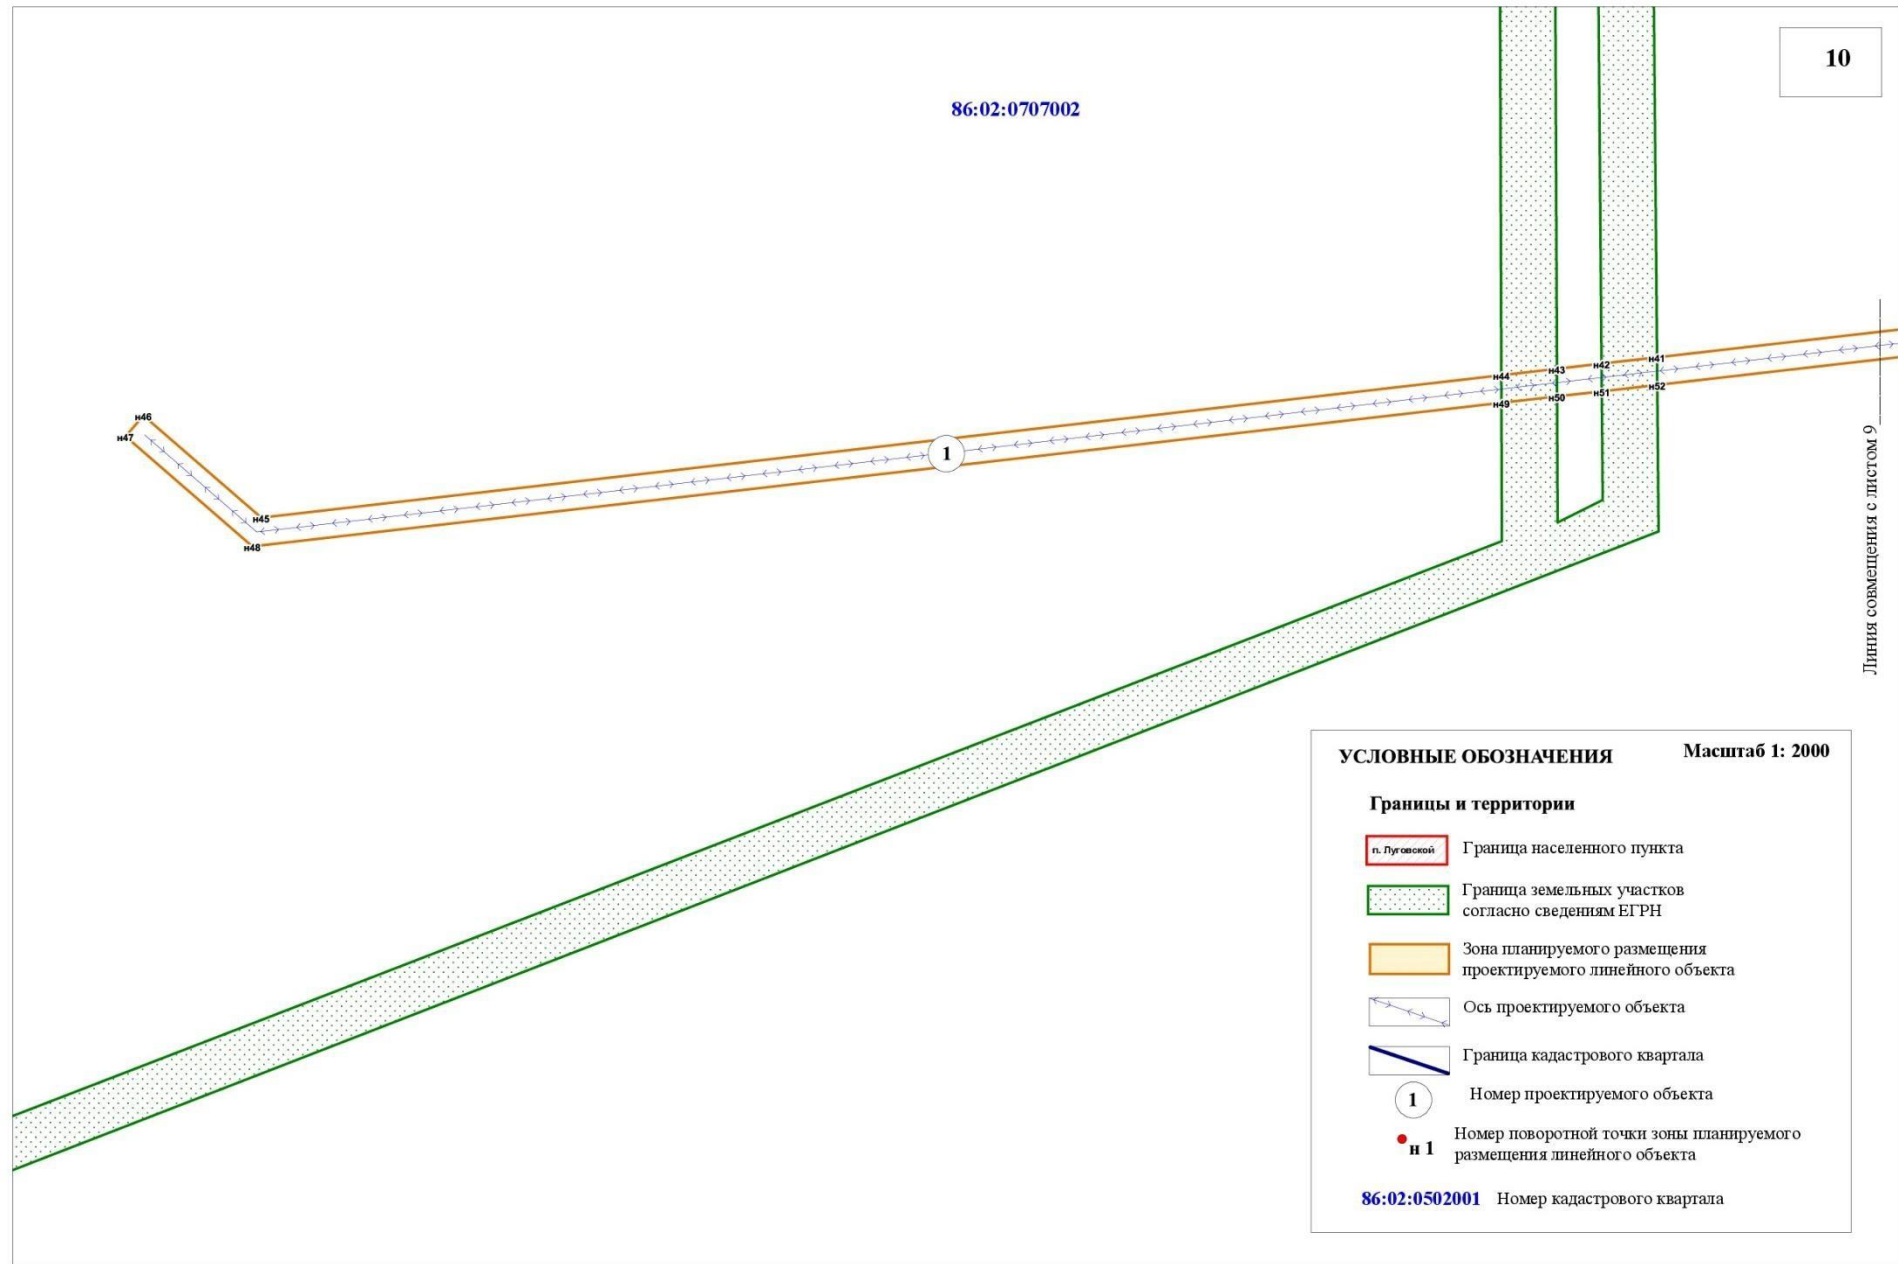 10
86:02:0707002
н46
н47
н45
н48
1
н44
н43
н42
н41
н49
н50
н51
н52
Линия совмещения с листом 9
УСЛОВНЫЕ ОБОЗНАЧЕНИЯ
Масштаб 1: 2000
Границы и территории
п. Луговской
Граница населенного пункта
Граница земельных участков
согласно сведениям ЕГРН
Зона планируемого размещения
проектируемого линейного объекта
Ось проектируемого объекта
Граница кадастрового квартала
1
Номер проектируемого объекта
н 1
Номер поворотной точки зоны планируемого
размещения линейного объекта
86:02:0502001
Номер кадастрового квартала